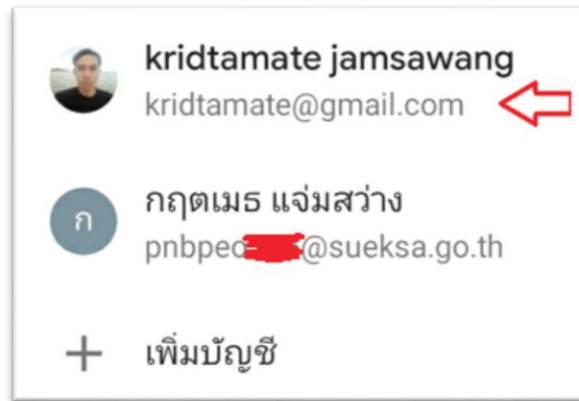 kridtamate jamsawang
kridtamate@gmail.com
ก
กฤตเมธ แจ่มสว่าง
pnbpeo @sueksa.go.th
เพิ่มบัญชี